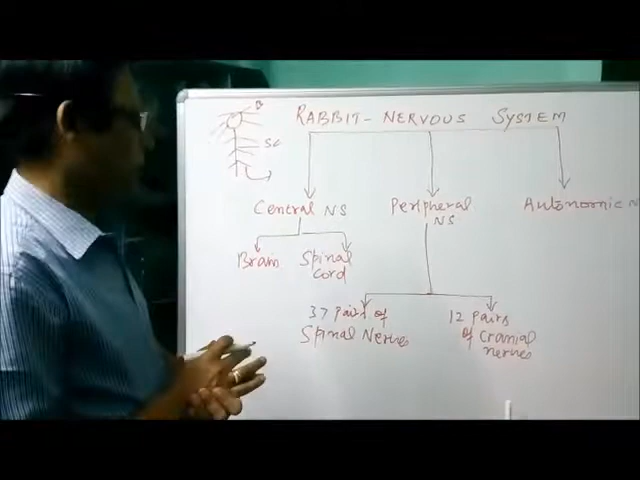 B
RABBIT- NERVOUS SYSTEM
SC
Central NS
Peripheral
NS
Autonomic N
Brain
Spinal
cord
37 Pairs of
Spinal Nerves
12 Pairs
of Cranial
nerves